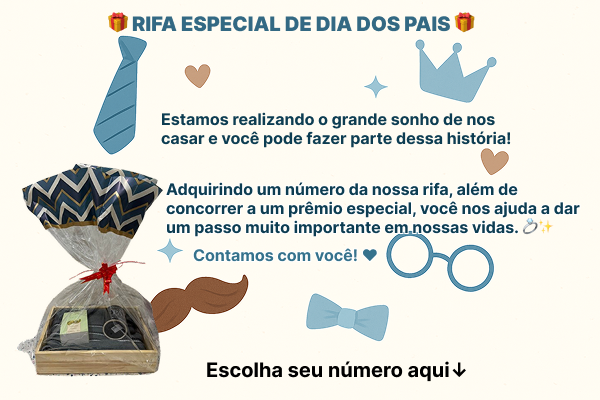 🎁RIFA ESPECIAL DE DIA DOS PAIS🎁
Estamos realizando o grande sonho de nos
casar e você pode fazer parte dessa história!
Adquirindo um número da nossa rifa, além de
concorrer a um prêmio especial, você nos ajuda a dar
um passo muito importante em nossas vidas. 💍✨
Contamos com você! ♥
Escolha seu número aqui↓